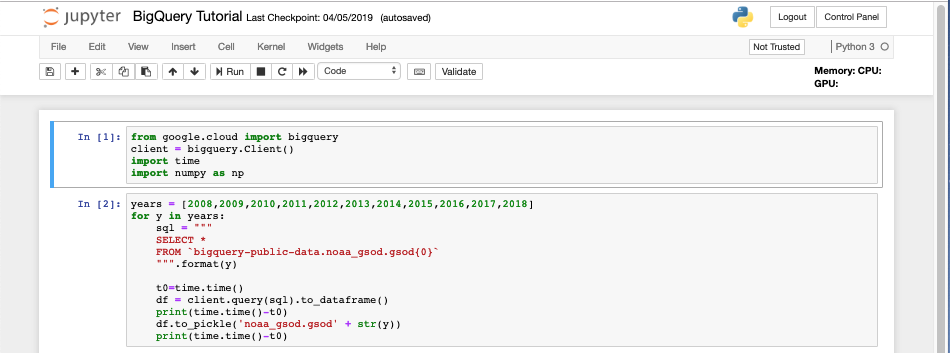 jupyter BigQuery Tutorial Last Checkpoint: 04/05/2019 (autosaved)
Logout Control Panel
File Edit View Insert Cell Kernel Widgets Help
Not Trusted Python 3
Run Code Validate
Memory: CPU:
GPU:
In [1]: from google.cloud import bigquery
client = bigquery.Client()
import time
import numpy as np
In [2]: years = [2008,2009,2010,2011,2012,2013,2014,2015,2016,2017,2018]
for y in years:
    sql = """
    SELECT *
    FROM `bigquery-public-data.noaa_gsod.gsod{0}`
    """.format(y)
    t0=time.time()
    df = client.query(sql).to_dataframe()
    print(time.time()-t0)
    df.to_pickle('noaa_gsod.gsod' + str(y))
    print(time.time()-t0)